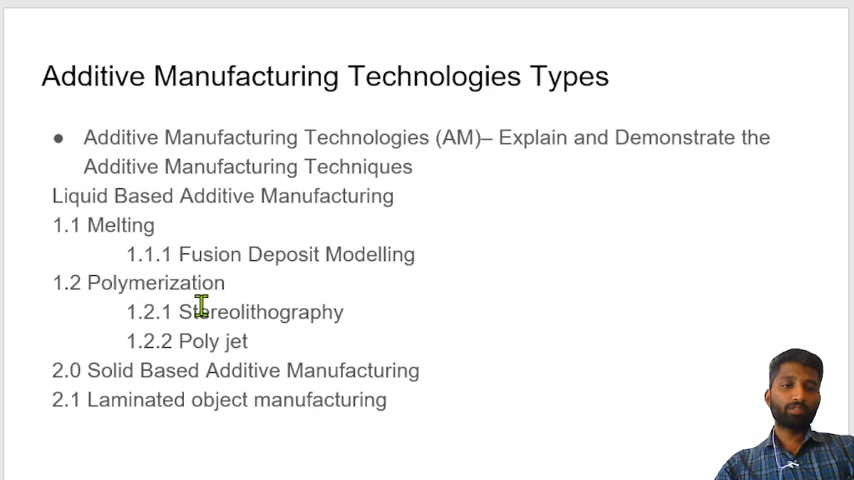 Additive Manufacturing Technologies Types
● Additive Manufacturing Technologies (AM)– Explain and Demonstrate the
Additive Manufacturing Techniques
Liquid Based Additive Manufacturing
1.1 Melting
1.1.1 Fusion Deposit Modelling
1.2 Polymerization
1.2.1 Stereolithography
1.2.2 Poly jet
2.0 Solid Based Additive Manufacturing
2.1 Laminated object manufacturing